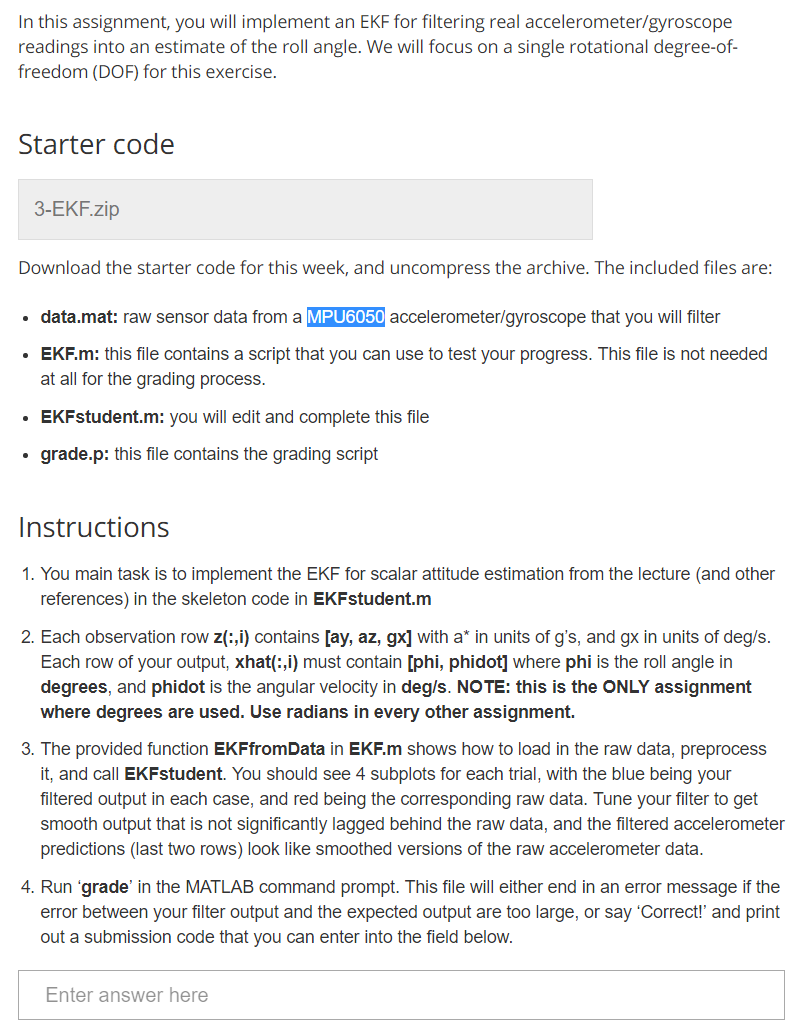 In this assignment, you will implement an EKF for filtering real accelerometer/gyroscope
readings into an estimate of the roll angle. We will focus on a single rotational degree-of-
freedom (DOF) for this exercise.
Starter code
3-EKF.zip
Download the starter code for this week, and uncompress the archive. The included files are:
• data.mat: raw sensor data from a MPU6050 accelerometer/gyroscope that you will filter
• EKF.m: this file contains a script that you can use to test your progress. This file is not needed
at all for the grading process.
• EKFstudent.m: you will edit and complete this file
• grade.p: this file contains the grading script
Instructions
1. You main task is to implement the EKF for scalar attitude estimation from the lecture (and other
references) in the skeleton code in EKFstudent.m
2. Each observation row z(:,i) contains [ay, az, gx] with a* in units of g's, and gx in units of deg/s.
Each row of your output, xhat(:,i) must contain [phi, phidot] where phi is the roll angle in
degrees, and phidot is the angular velocity in deg/s. NOTE: this is the ONLY assignment
where degrees are used. Use radians in every other assignment.
3. The provided function EKFfromData in EKF.m shows how to load in the raw data, preprocess
it, and call EKFstudent. You should see 4 subplots for each trial, with the blue being your
filtered output in each case, and red being the corresponding raw data. Tune your filter to get
smooth output that is not significantly lagged behind the raw data, and the filtered accelerometer
predictions (last two rows) look like smoothed versions of the raw accelerometer data.
4. Run 'grade' in the MATLAB command prompt. This file will either end in an error message if the
error between your filter output and the expected output are too large, or say 'Correct!' and print
out a submission code that you can enter into the field below.
Enter answer here